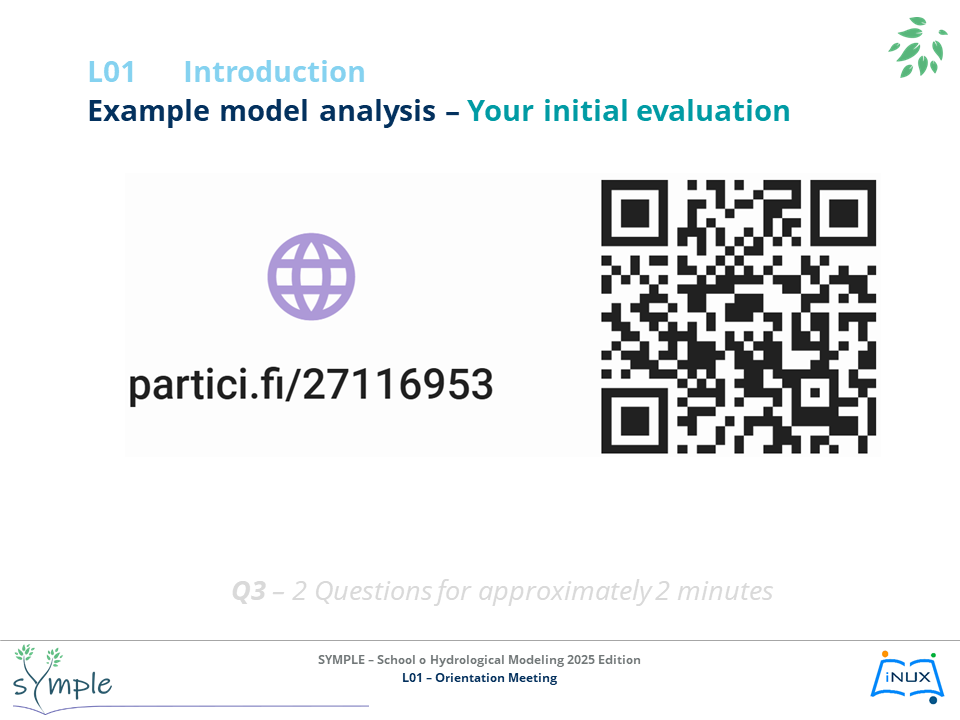 L01 Introduction
Example model analysis – Your initial evaluation
partici.fi/27116953
Q3 – 2 Questions for approximately 2 minutes
SYMPLE – School o Hydrological Modeling 2025 Edition
L01 – Orientation Meeting
sYmple
iNUX